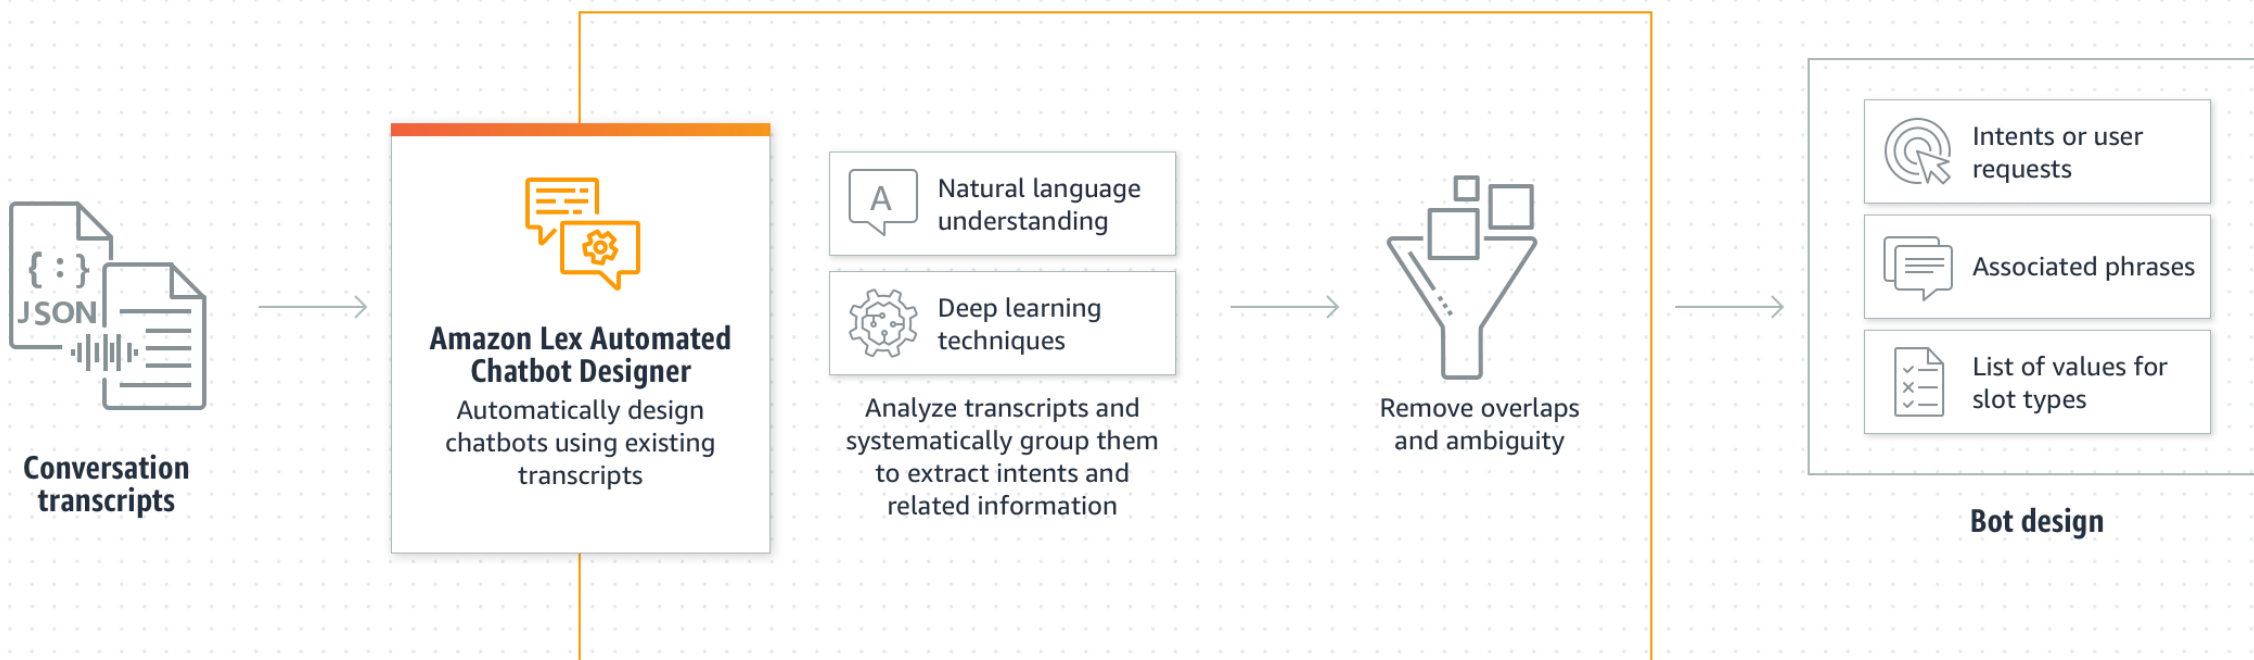 {:}
JSON
Conversation
transcripts
Amazon Lex Automated
Chatbot Designer
Automatically design
chatbots using existing
transcripts
A
Natural language
understanding
Deep learning
techniques
Analyze transcripts and
systematically group them
to extract intents and
related information
Remove overlaps
and ambiguity
Intents or user
requests
Associated phrases
List of values for
slot types
Bot design